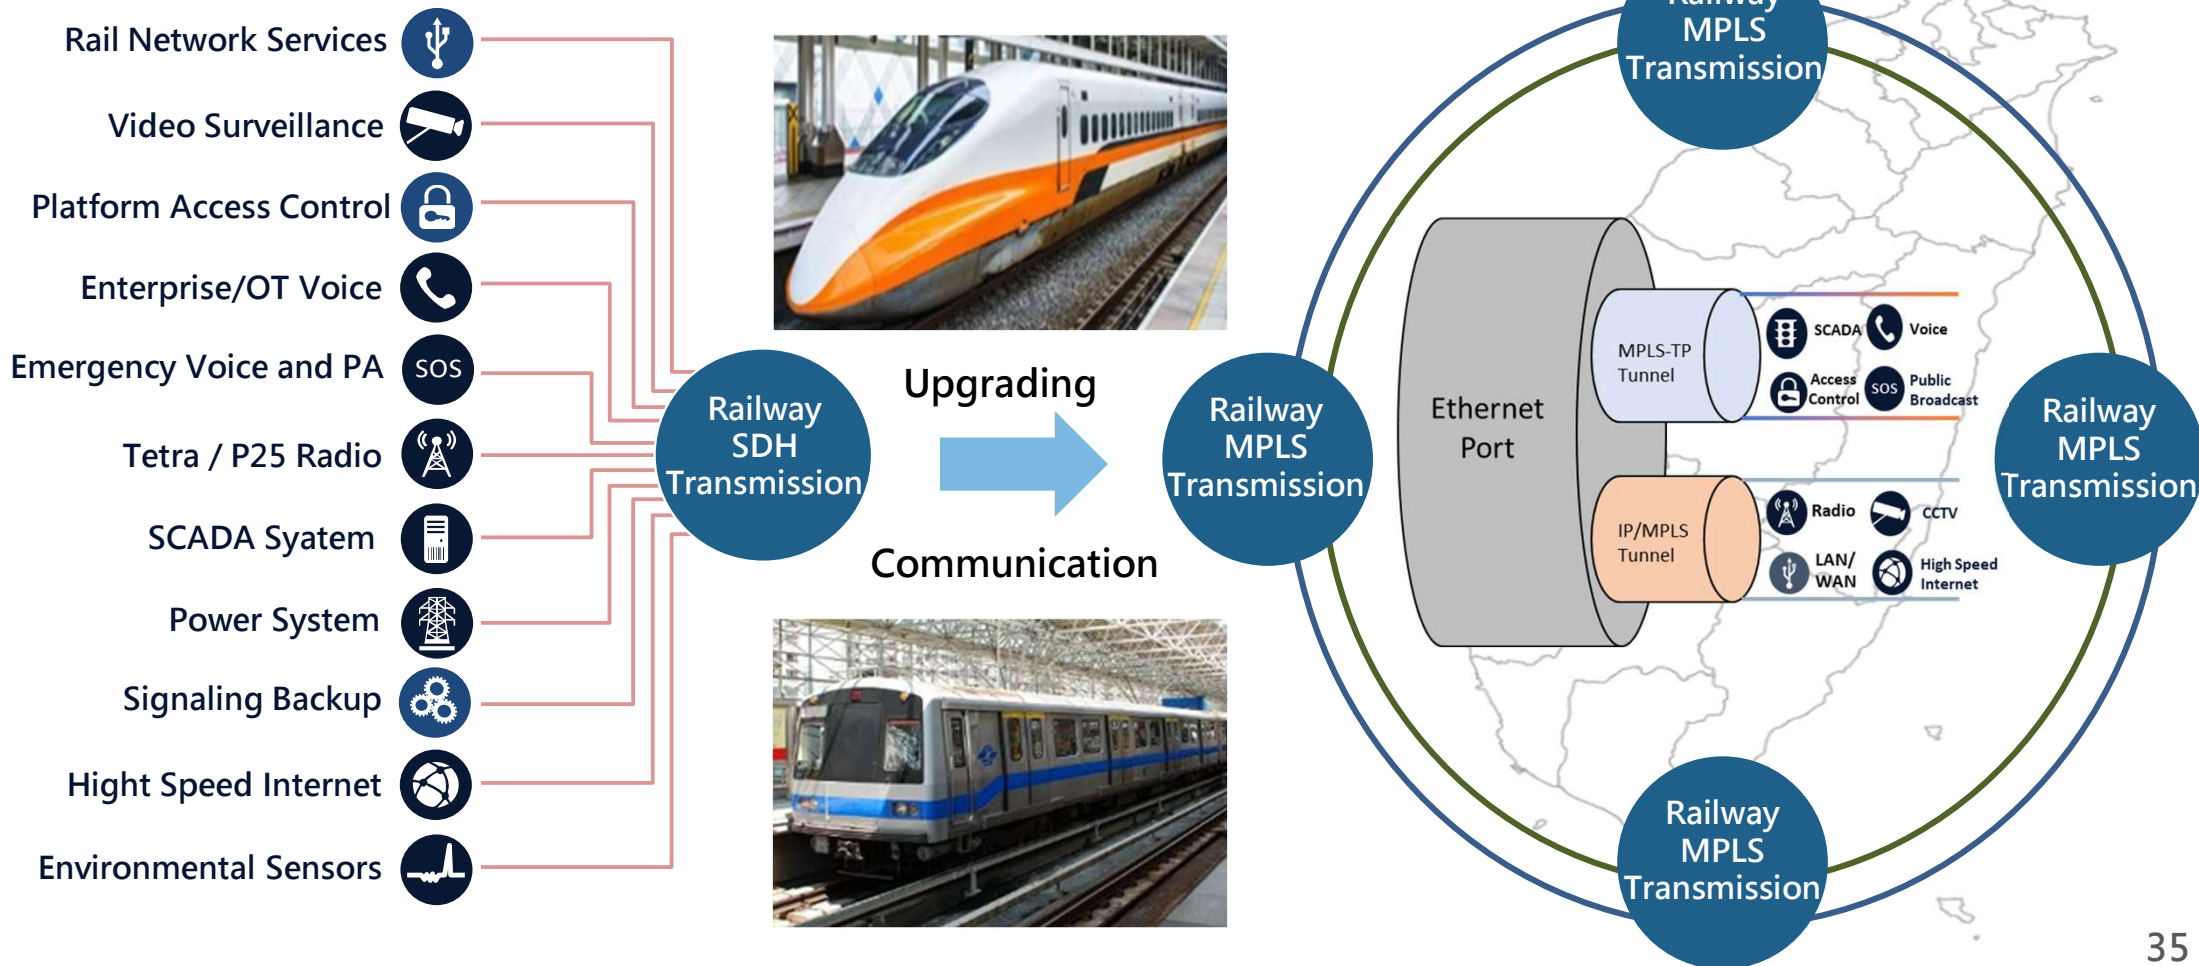 Rail Network Services
Video Surveillance
Platform Access Control
Enterprise/OT Voice
Emergency Voice and PA
SOS
Tetra / P25 Radio
SCADA Syatem
Power System
Signaling Backup
Hight Speed Internet
Environmental Sensors
Railway
SDH
Transmission
Upgrading
Communication
Railway
MPLS
Transmission
Railway
MPLS
Transmission
Ethernet
Port
MPLS-TP
Tunnel
SCADA
Voice
Access
Control
SOS
Public
Broadcast
IP/MPLS
Tunnel
Radio
CCTV
LAN/
WAN
High Speed
Internet
Railway
MPLS
Transmission
Railway
MPLS
Transmission
35